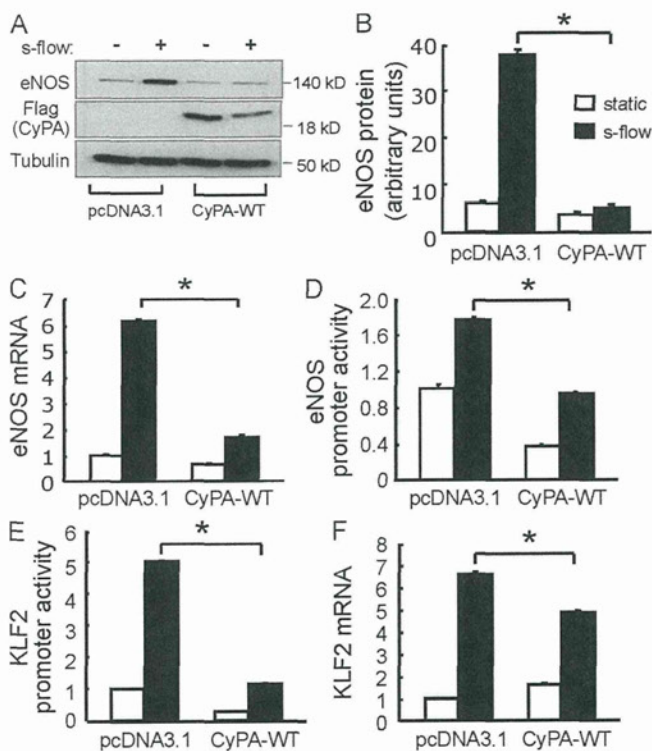 A
s-flow: - + - +
eNOS
140 kD
Flag
(CyPA)
18 kD
Tubulin
50 kD
pcDNA3.1 CyPA-WT
B
eNOS protein
(arbitrary units)
40
30
20
10
0
*
static
s-flow
pcDNA3.1 CyPA-WT
C
eNOS mRNA
7
6
5
4
3
2
1
0
*
pcDNA3.1 CyPA-WT
D
eNOS
promoter activity
2.0
1.6
1.2
0.8
0.4
*
pcDNA3.1 CyPA-WT
E
KLF2
promoter activity
6
5
4
3
2
1
0
*
pcDNA3.1 CyPA-WT
F
KLF2 mRNA
8
7
6
5
4
3
2
1
0
*
pcDNA3.1 CyPA-WT